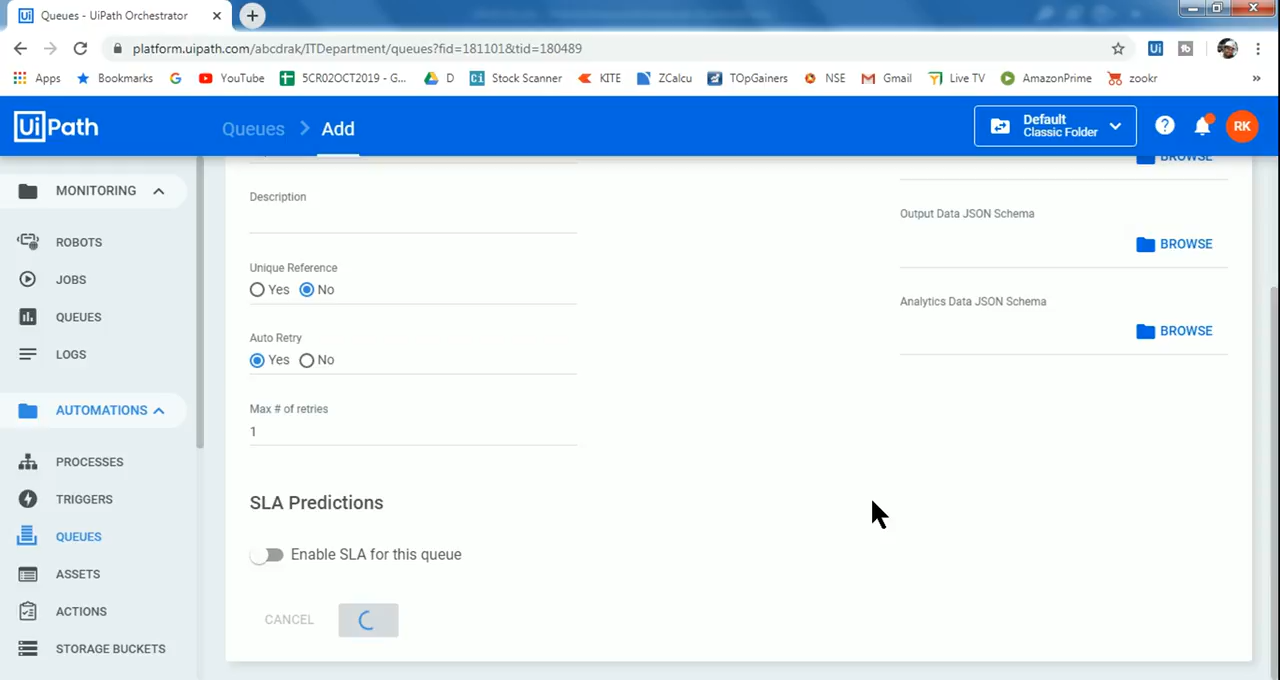 Queues - UiPath Orchestrator
platform.uipath.com/abcdrak/ITDepartment/queues?fid=181101&tid=180489
Apps Bookmarks YouTube 5CR02OCT2019 - G... D Stock Scanner KITE ZCalcu TOpGainers NSE Gmail Live TV AmazonPrime zookr »
UiPath Queues > Add Default Classic Folder RK
MONITORING
ROBOTS
JOBS
QUEUES
LOGS
AUTOMATIONS
PROCESSES
TRIGGERS
QUEUES
ASSETS
ACTIONS
STORAGE BUCKETS
Description
Unique Reference
Yes No
Auto Retry
Yes No
Max # of retries
1
SLA Predictions
Enable SLA for this queue
CANCEL
BROWSE
Output Data JSON Schema
BROWSE
Analytics Data JSON Schema
BROWSE